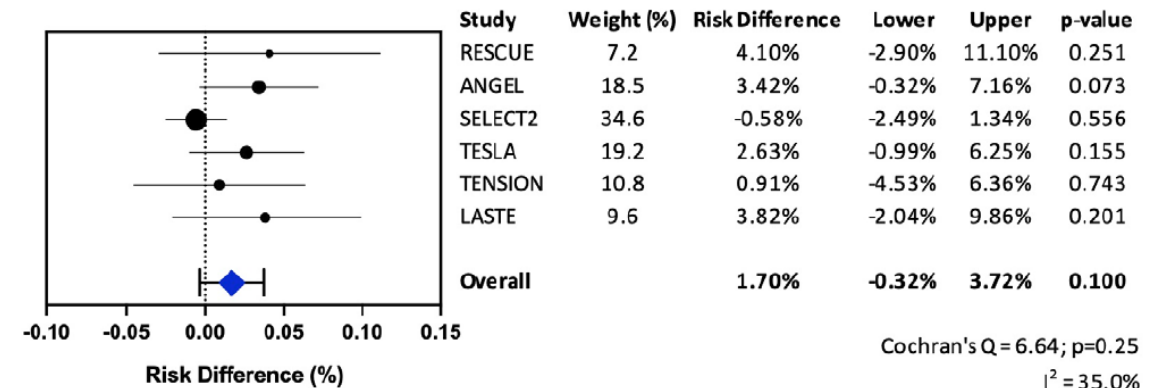 Study Weight (%) Risk Difference Lower Upper p-value
RESCUE 7.2 4.10% -2.90% 11.10% 0.251
ANGEL 18.5 3.42% -0.32% 7.16% 0.073
SELECT2 34.6 -0.58% -2.49% 1.34% 0.556
TESLA 19.2 2.63% -0.99% 6.25% 0.155
TENSION 10.8 0.91% -4.53% 6.36% 0.743
LASTE 9.6 3.82% -2.04% 9.86% 0.201
Overall 1.70% -0.32% 3.72% 0.100
-0.10 -0.05 0.00 0.05 0.10 0.15
Risk Difference (%)
Cochran's Q = 6.64; p=0.25
I² = 35.0%